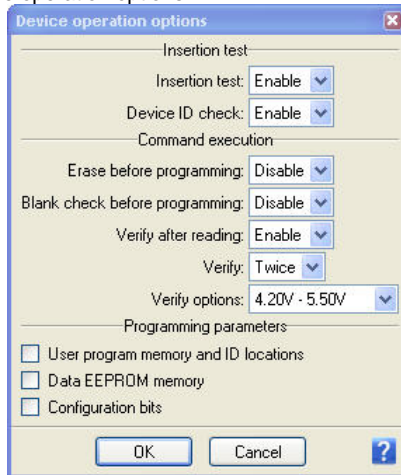 Device operation options
Insertion test
Insertion test: Enable
Device ID check: Enable
Command execution
Erase before programming: Disable
Blank check before programming: Disable
Verify after reading: Enable
Verify: Twice
Verify options: 4.20V - 5.50V
Programming parameters
User program memory and ID locations
Data EEPROM memory
Configuration bits
OK Cancel ?